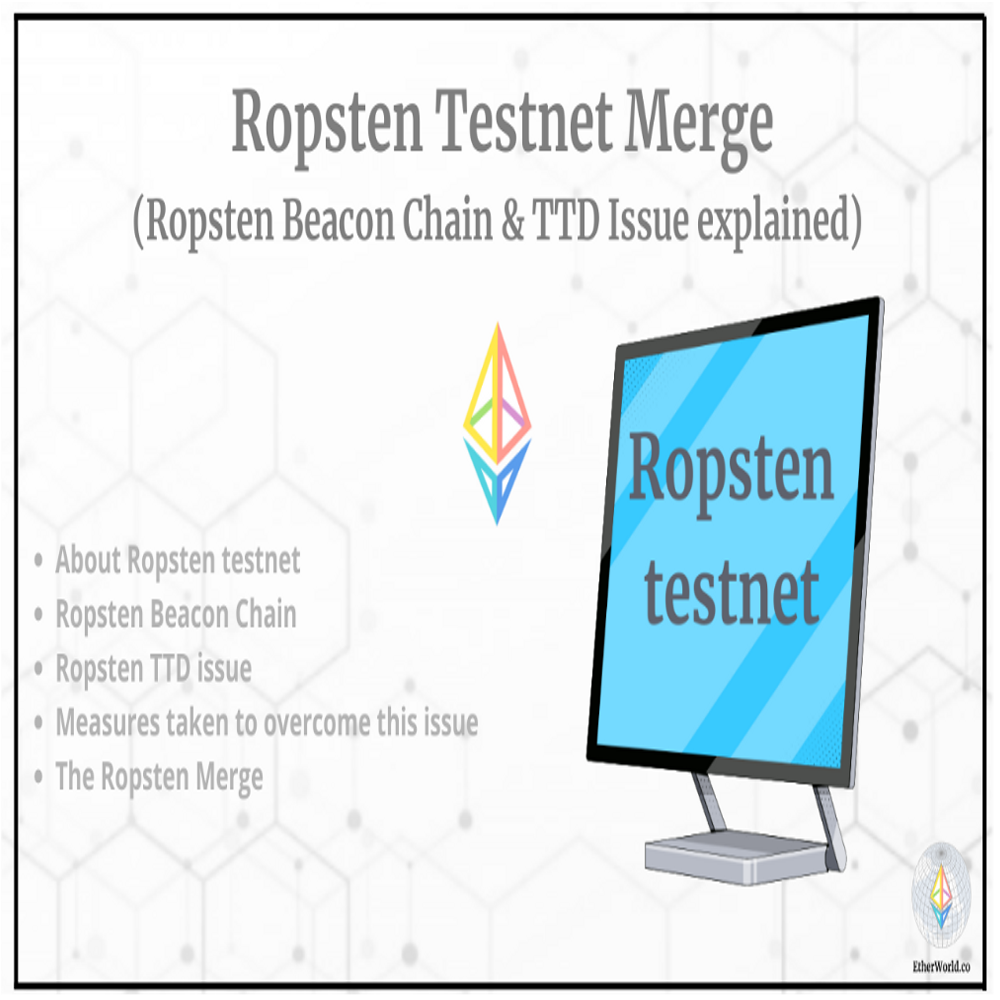 Ropsten Testnet Merge
(Ropsten Beacon Chain & TTD Issue explained)
Ropsten
testnet
• About Ropsten testnet
• Ropsten Beacon Chain
• Ropsten TTD issue
• Measures taken to overcome this issue
• The Ropsten Merge
EtherWorld.co